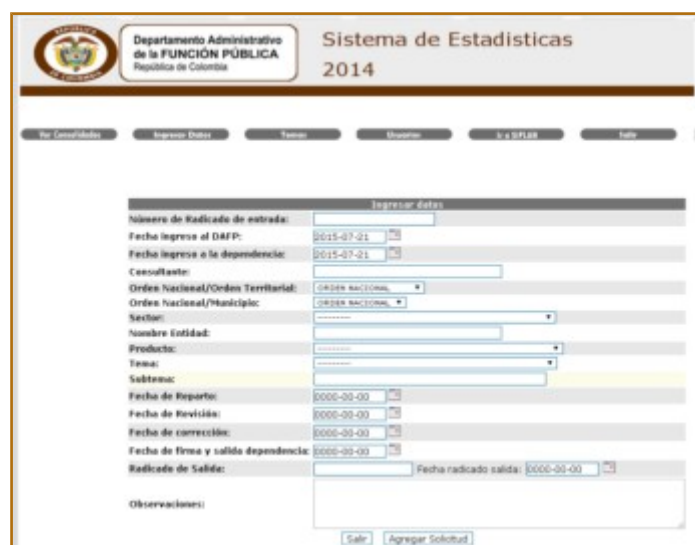 Departamento Administrativo
de la FUNCIÓN PÚBLICA
República de Colombia
Sistema de Estadisticas
2014
Ver Consolidados Ingresar Datos Temas Usuarios Ir a SIPLAN Salir
Ingresar datos
Número de Radicado de entrada:
Fecha ingreso al DAFP: 2015-07-21
Fecha ingreso a la dependencia: 2015-07-21
Consultante:
Orden Nacional/Orden Territorial: ORDEN NACIONAL
Orden Nacional/Municipio: ORDEN NACIONAL
Sector: --------
Nombre Entidad:
Producto: --------
Tema: --------
Subtema:
Fecha de Reparto: 0000-00-00
Fecha de Revisión: 0000-00-00
Fecha de corrección: 0000-00-00
Fecha de firma y salida dependencia: 0000-00-00
Radicado de Salida: Fecha radicado salida: 0000-00-00
Observaciones:
Salir Agregar Solicitud